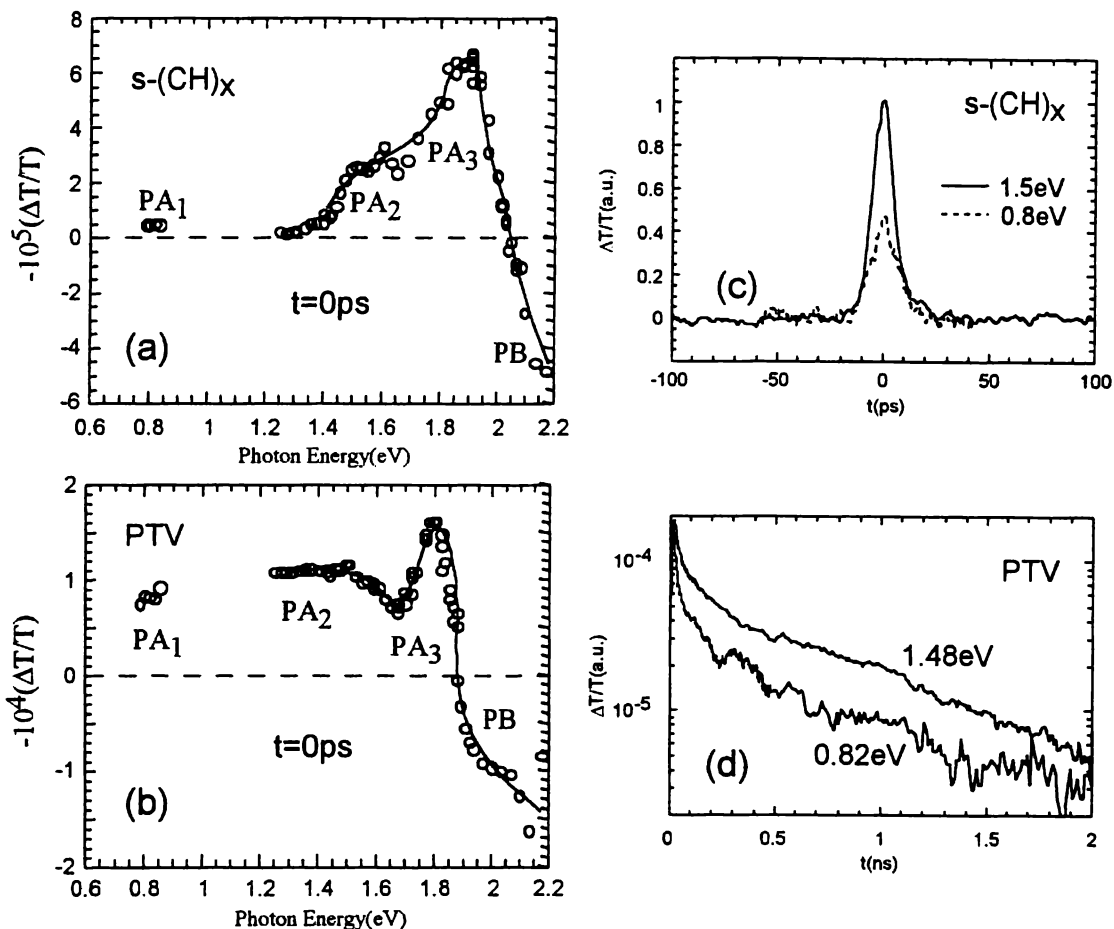 8
6
4
2
0
-2
-4
-6
-10⁵(ΔT/T)
s-(CH)x
PA₁
PA₂
PA₃
PB
t=0ps
(a)
0.6 0.8 1 1.2 1.4 1.6 1.8 2 2.2
Photon Energy(eV)
2
1
0
-1
-2
-10⁴(ΔT/T)
PTV
PA₁
PA₂
PA₃
PB
t=0ps
(b)
0.6 0.8 1 1.2 1.4 1.6 1.8 2 2.2
Photon Energy(eV)
1
0.8
0.6
0.4
0.2
0
ΔT/T(a.u.)
s-(CH)x
1.5eV
0.8eV
(c)
-100 -50 0 50 100
t(ps)
10⁻⁴
10⁻⁵
ΔT/T(a.u.)
PTV
1.48eV
0.82eV
(d)
0 0.5 1 1.5 2
t(ns)